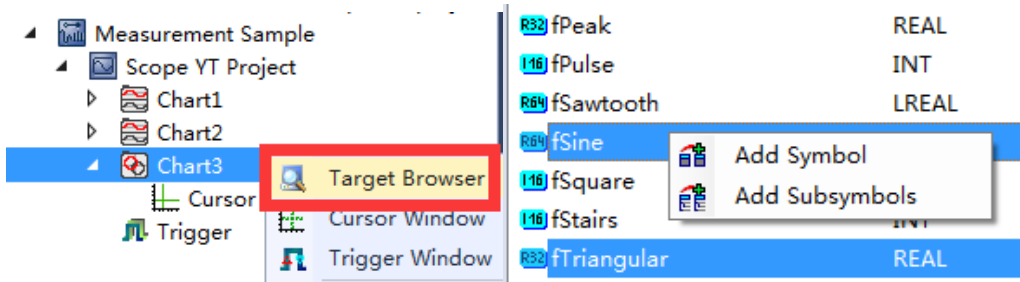 Measurement Sample
Scope YT Project
Chart1
Chart2
Chart3
Cursor
Trigger
Target Browser
Cursor Window
Trigger Window
R32 fPeak REAL
I16 fPulse INT
R64 fSawtooth LREAL
R64 fSine
I16 fSquare
I16 fStairs INT
R32 fTriangular REAL
Add Symbol
Add Subsymbols